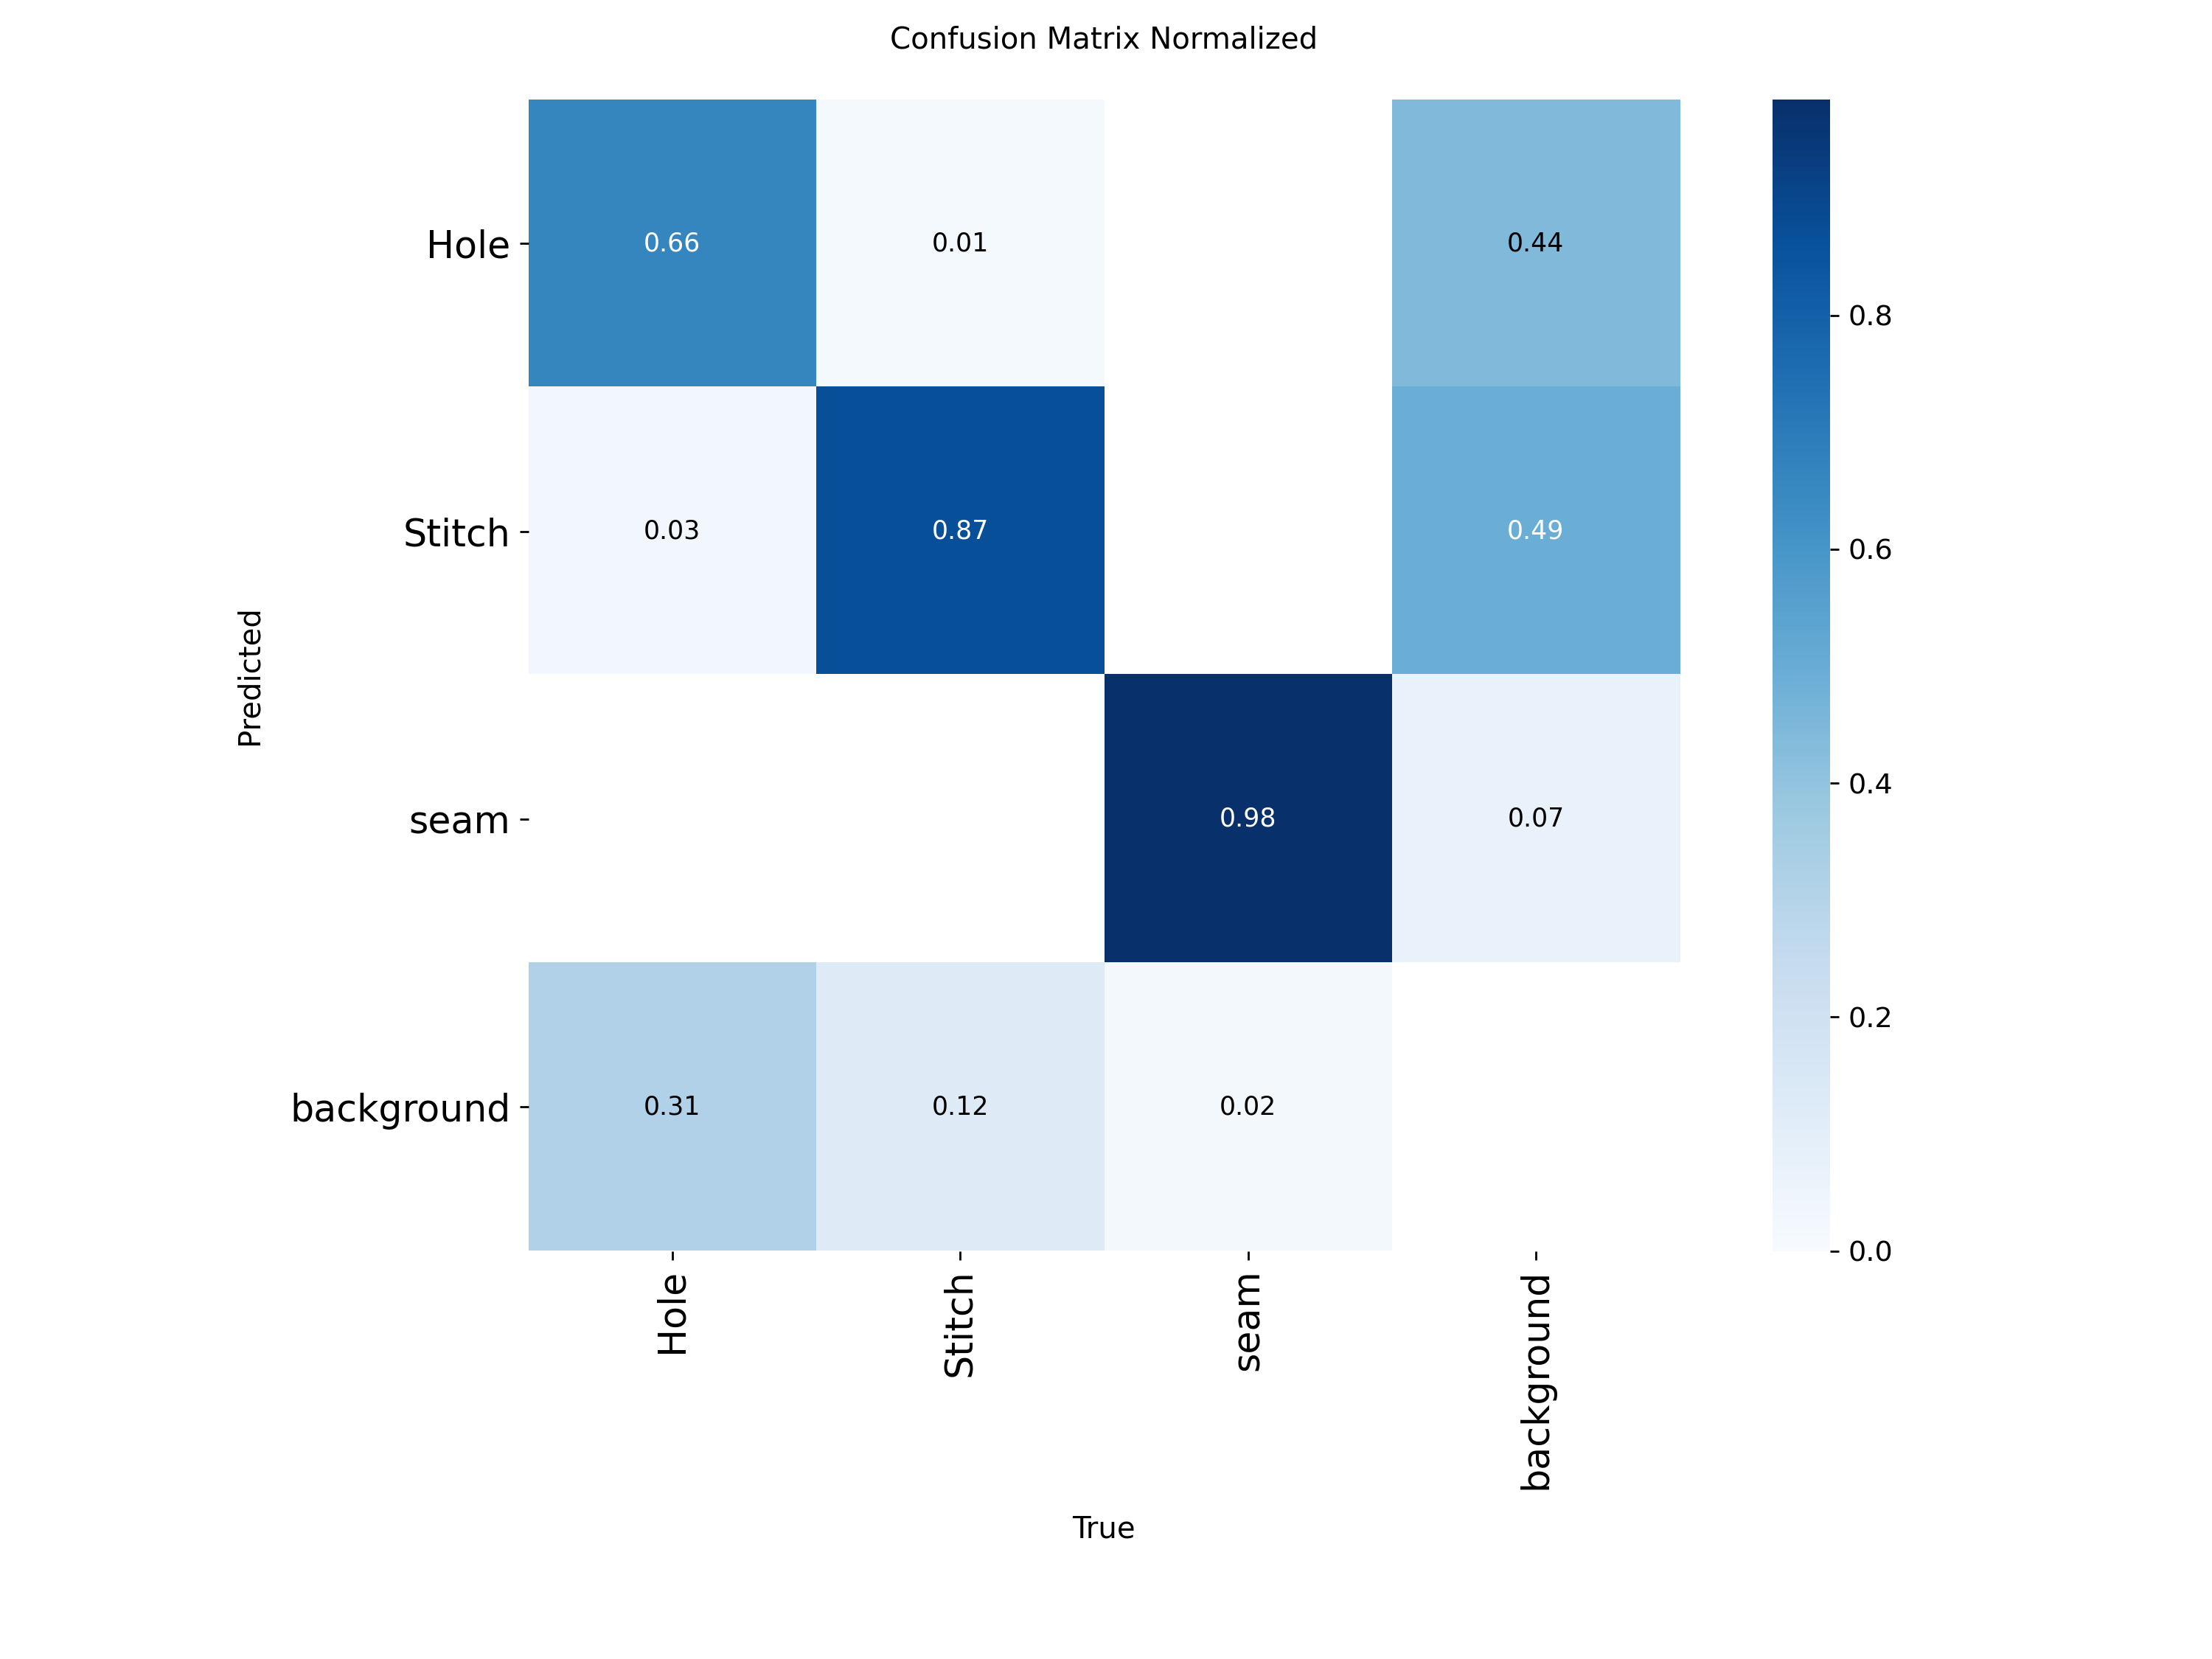 Confusion Matrix Normalized
Hole
0.66
0.01
0.44
Stitch
0.03
0.87
0.49
seam
0.98
0.07
background
0.31
0.12
0.02
Hole
Stitch
seam
background
Predicted
True
0.8
0.6
0.4
0.2
0.0